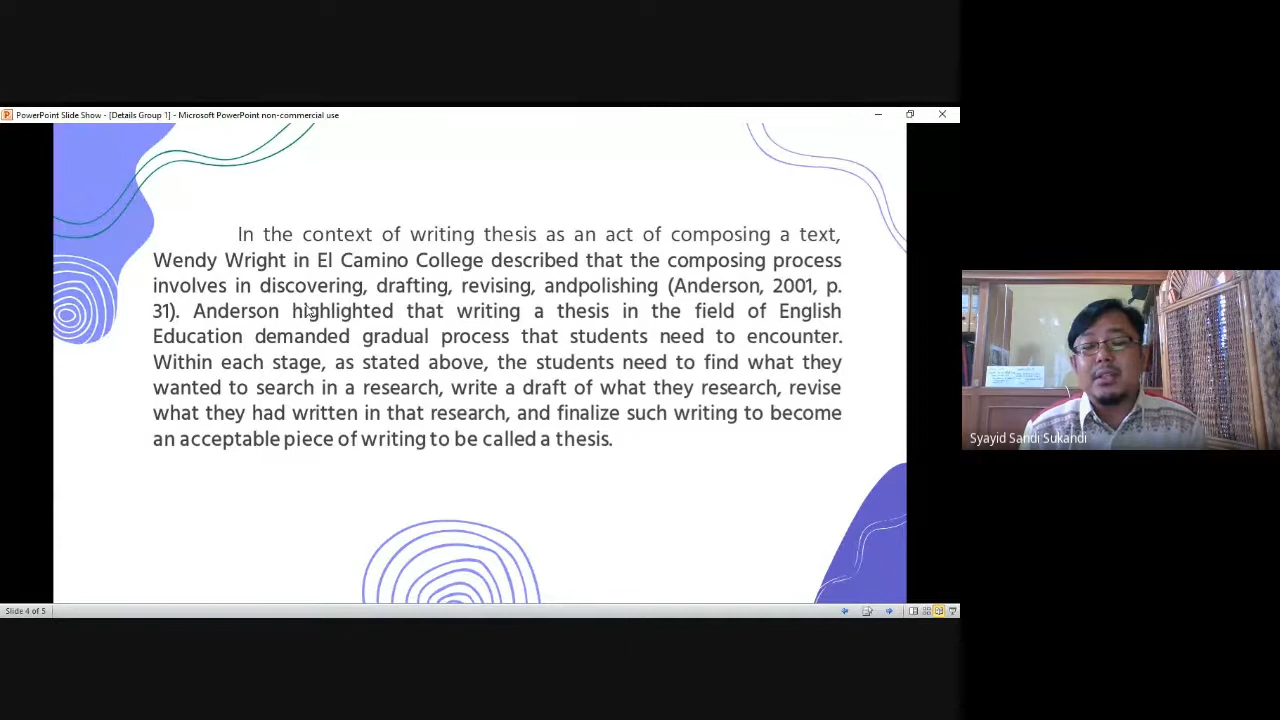 PowerPoint Slide Show - [Details Group 1] - Microsoft PowerPoint non-commercial use
In the context of writing thesis as an act of composing a text,
Wendy Wright in El Camino College described that the composing process
involves in discovering, drafting, revising, andpolishing (Anderson, 2001, p.
31). Anderson highlighted that writing a thesis in the field of English
Education demanded gradual process that students need to encounter.
Within each stage, as stated above, the students need to find what they
wanted to search in a research, write a draft of what they research, revise
what they had written in that research, and finalize such writing to become
an acceptable piece of writing to be called a thesis.
Syayid Sandi Sukandi
Slide 4 of 5